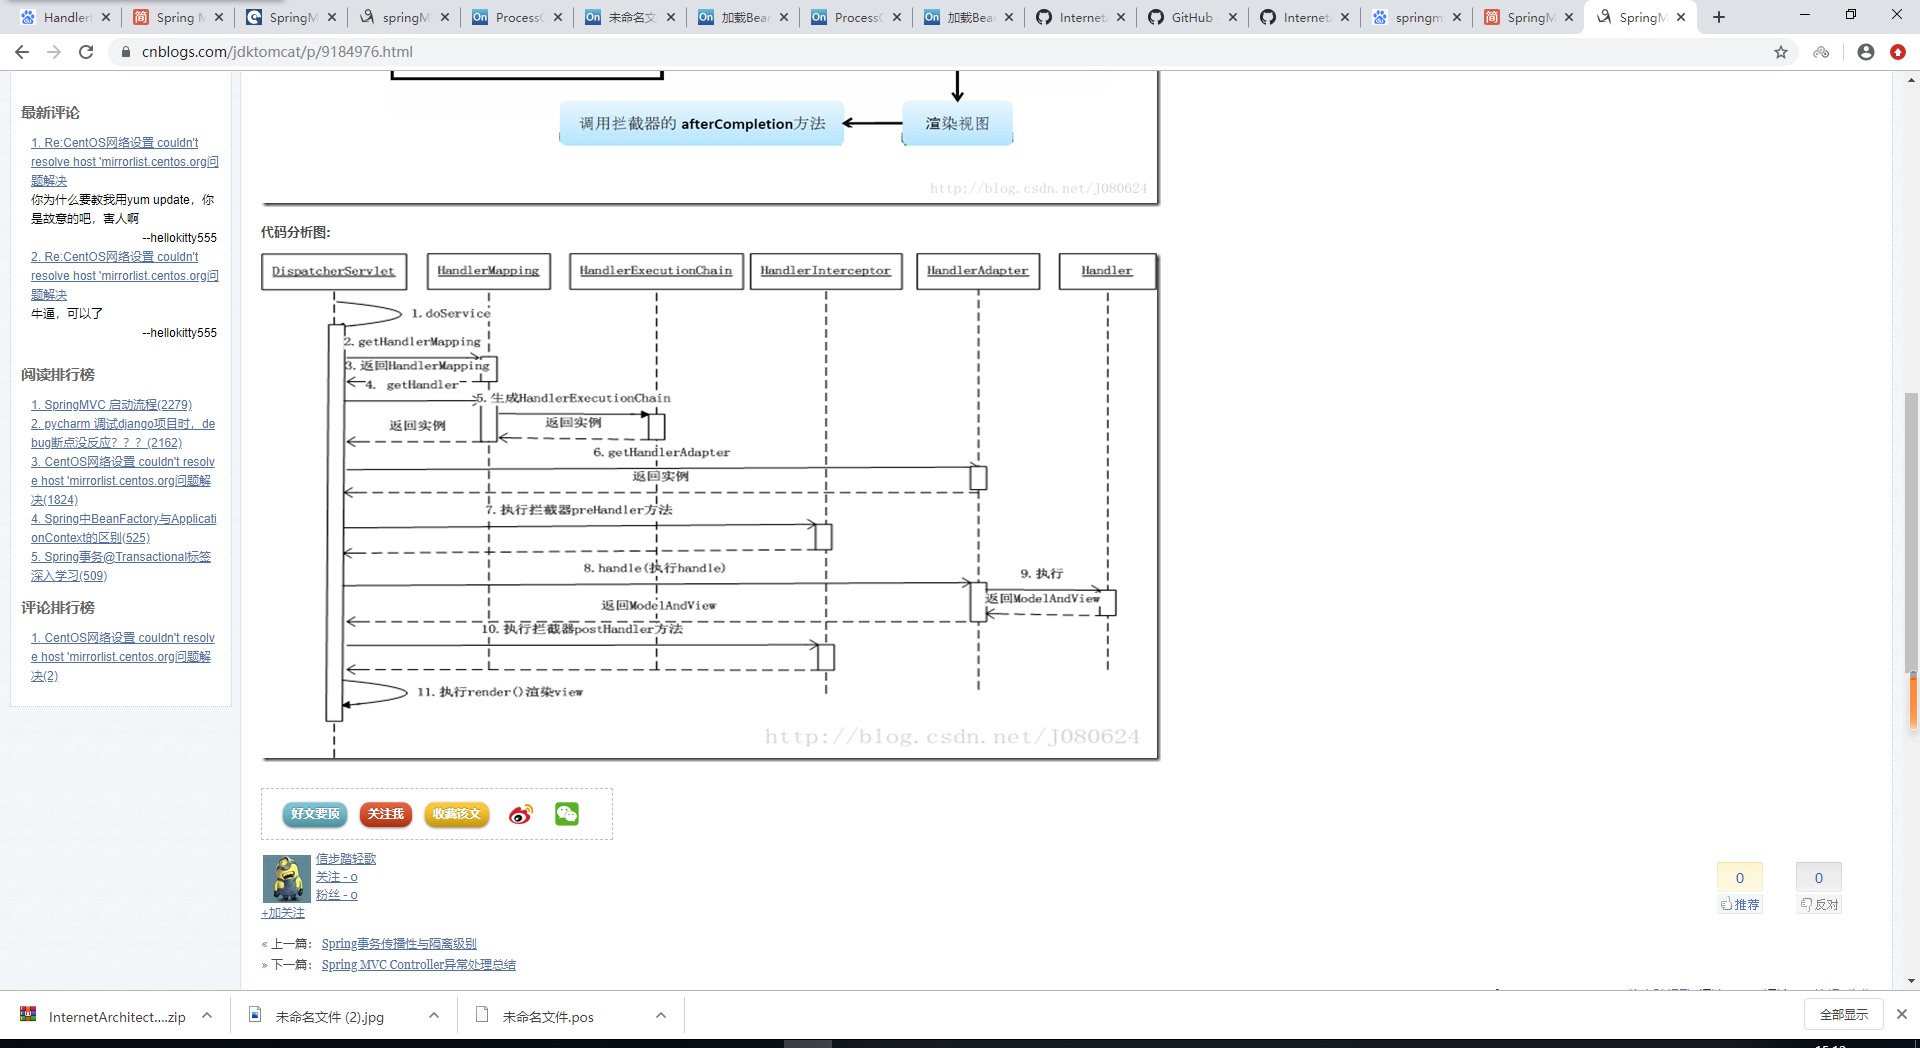 Handler
Spring M
SpringM
springM
ProcessO
未命名文
加载Bea
ProcessO
加载Bea
InternetA
GitHub
InternetA
springm
SpringM
SpringM
cnblogs.com/jdktomcat/p/9184976.html
最新评论
1. Re:CentOS网络设置 couldn't
resolve host 'mirrorlist.centos.org问
题解决
你为什么要教我用yum update，你
是故意的吧，害人啊
--hellokitty555
2. Re:CentOS网络设置 couldn't
resolve host 'mirrorlist.centos.org问
题解决
牛逼，可以了
--hellokitty555
阅读排行榜
1. SpringMVC 启动流程(2279)
2. pycharm 调试django项目时，de
bug断点没反应？？？(2162)
3. CentOS网络设置 couldn't resolv
e host 'mirrorlist.centos.org问题解
决(1824)
4. Spring中BeanFactory与Applicati
onContext的区别(525)
5. Spring事务@Transactional标签
深入学习(509)
评论排行榜
1. CentOS网络设置 couldn't resolv
e host 'mirrorlist.centos.org问题解
决(2)
调用拦截器的 afterCompletion方法
渲染视图
http://blog.csdn.net/J080624
代码分析图:
DispatcherServlet
HandlerMapping
HandlerExecutionChain
HandlerInterceptor
HandlerAdapter
Handler
1.doService
2.getHandlerMapping
3.返回HandlerMapping
4. getHandler
5.生成HandlerExecutionChain
返回实例
返回实例
6.getHandlerAdapter
返回实例
7.执行拦截器preHandler方法
8.handle(执行handle)
9.执行
返回ModelAndView
返回ModelAndView
10.执行拦截器postHandler方法
11.执行render()渲染view
http://blog.csdn.net/J080624
好文要顶
关注我
收藏该文
信步踏轻歌
关注 - 0
粉丝 - 0
+加关注
0
推荐
0
反对
« 上一篇： Spring事务传播性与隔离级别
» 下一篇： Spring MVC Controller异常处理总结
InternetArchitect....zip
未命名文件 (2).jpg
未命名文件.pos
全部显示